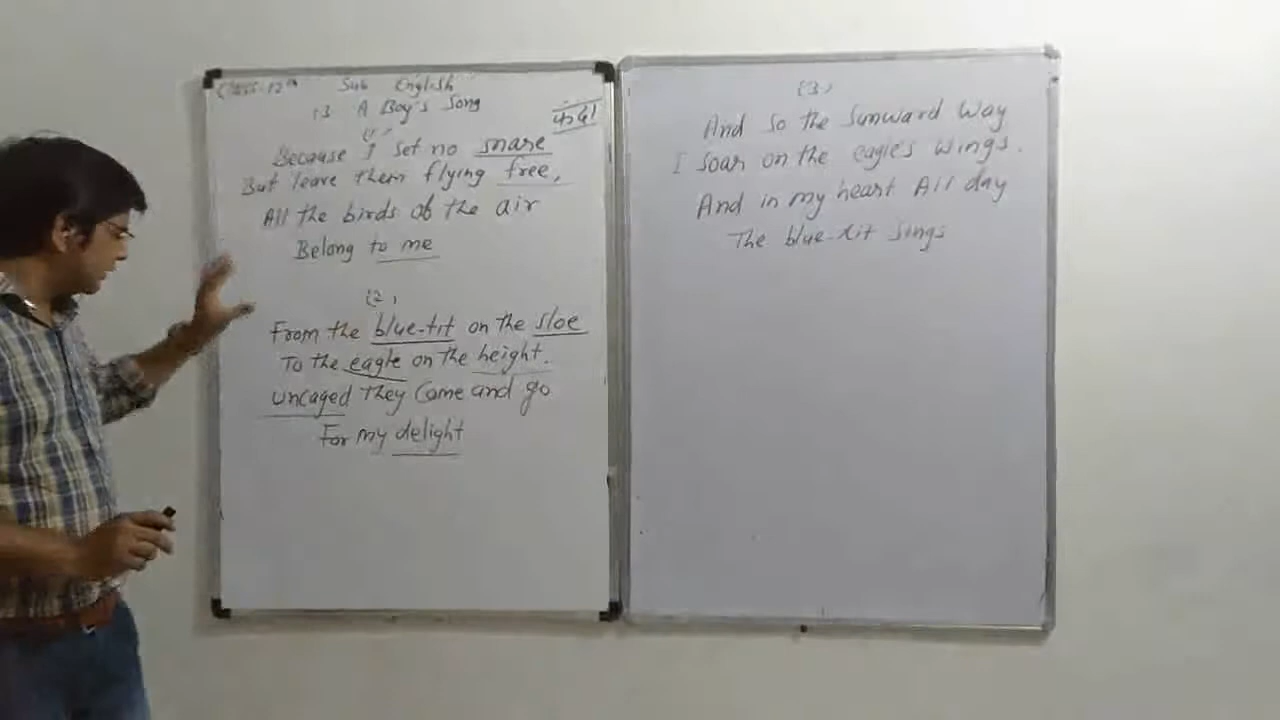 Class-12th Sub English
13 A Boy's Song
(1)
Because I set no snare
But leave them flying free,
All the birds of the air
Belong to me
(2)
From the blue-tit on the sloe
To the eagle on the height.
uncaged They Come and go
For my delight
(3)
And so the Sunward Way
I soar on the eagle's Wings.
And in my heart All day
The blue-tit sings